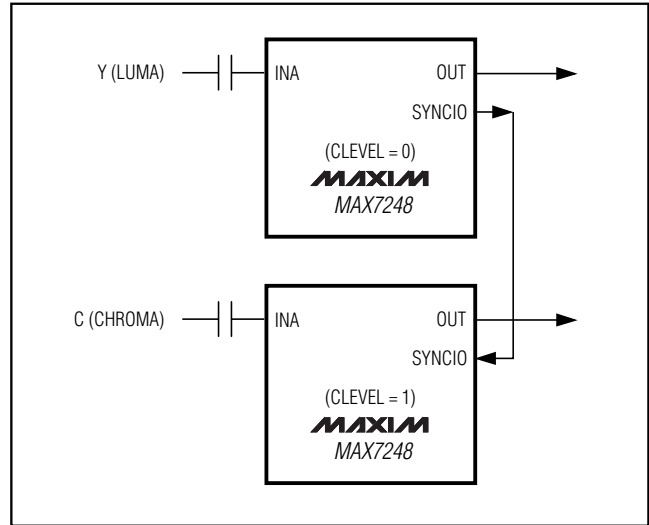 Y (LUMA)
INA
OUT
SYNCIO
(CLEVEL = 0)
MAXIM
MAX7248
C (CHROMA)
INA
OUT
SYNCIO
(CLEVEL = 1)
MAXIM
MAX7248